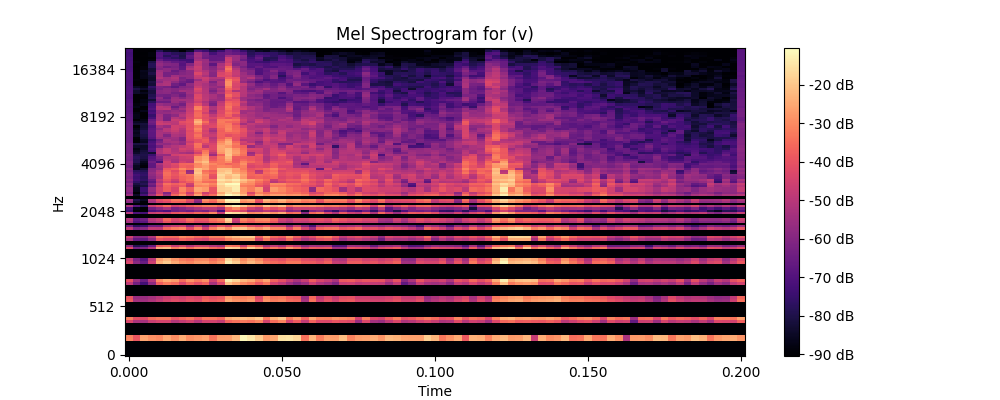 Mel Spectrogram for (v)
16384
8192
4096
2048
1024
512
0
Hz
0.000 0.050 0.100 0.150 0.200
Time
-20 dB
-30 dB
-40 dB
-50 dB
-60 dB
-70 dB
-80 dB
-90 dB